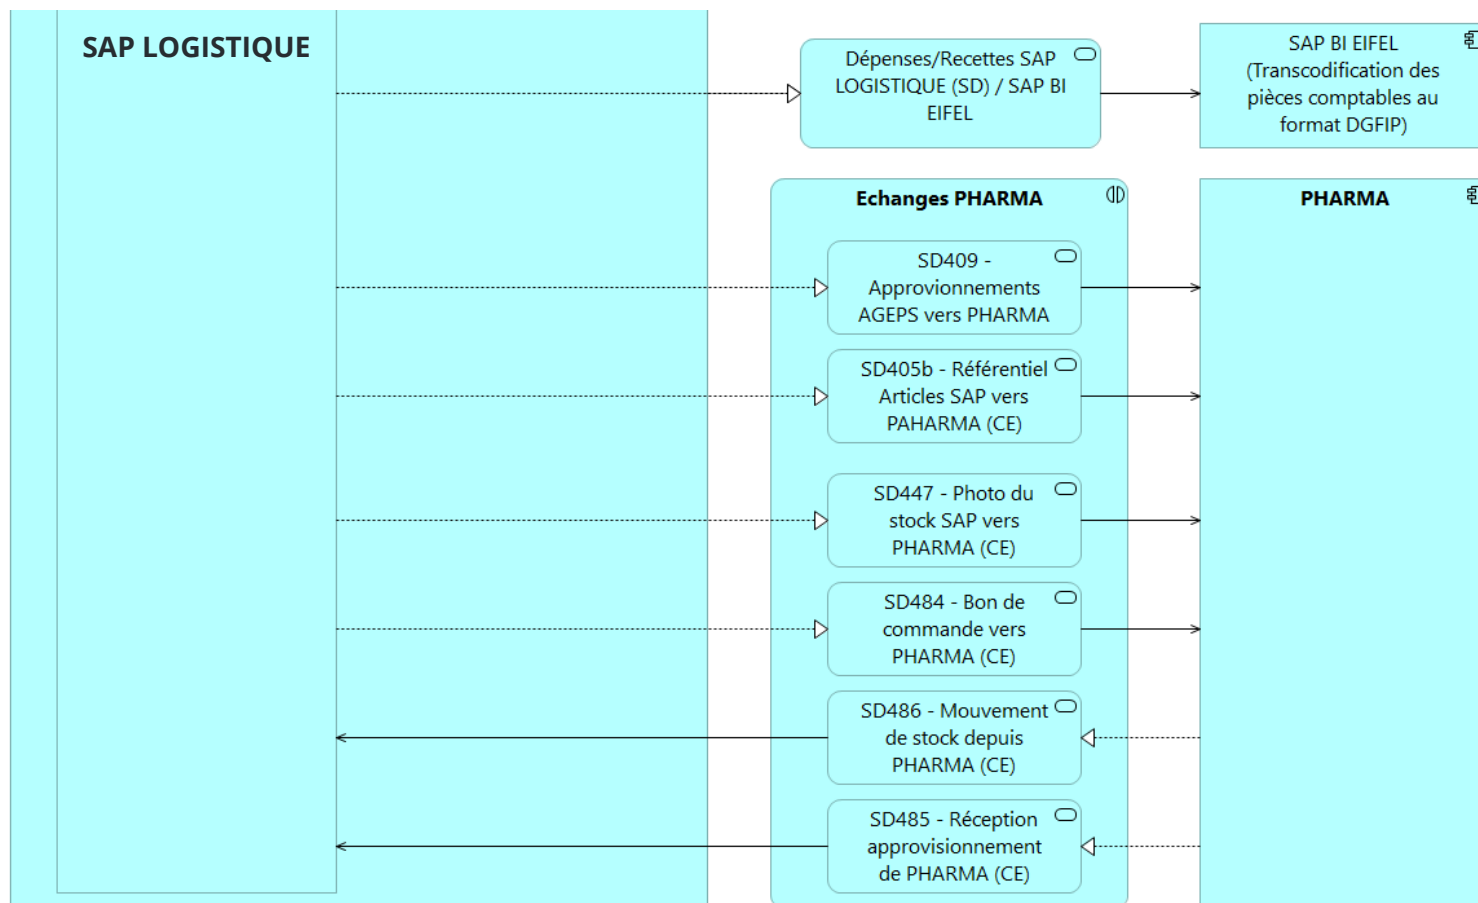 SAP LOGISTIQUE
Dépenses/Recettes SAP
LOGISTIQUE (SD) / SAP BI
EIFEL
SAP BI EIFEL
(Transcodification des
pièces comptables au
format DGFIP)
Echanges PHARMA
PHARMA
SD409 -
Approvionnements
AGEPS vers PHARMA
SD405b - Référentiel
Articles SAP vers
PAHARMA (CE)
SD447 - Photo du
stock SAP vers
PHARMA (CE)
SD484 - Bon de
commande vers
PHARMA (CE)
SD486 - Mouvement
de stock depuis
PHARMA (CE)
SD485 - Réception
approvisionnement
de PHARMA (CE)